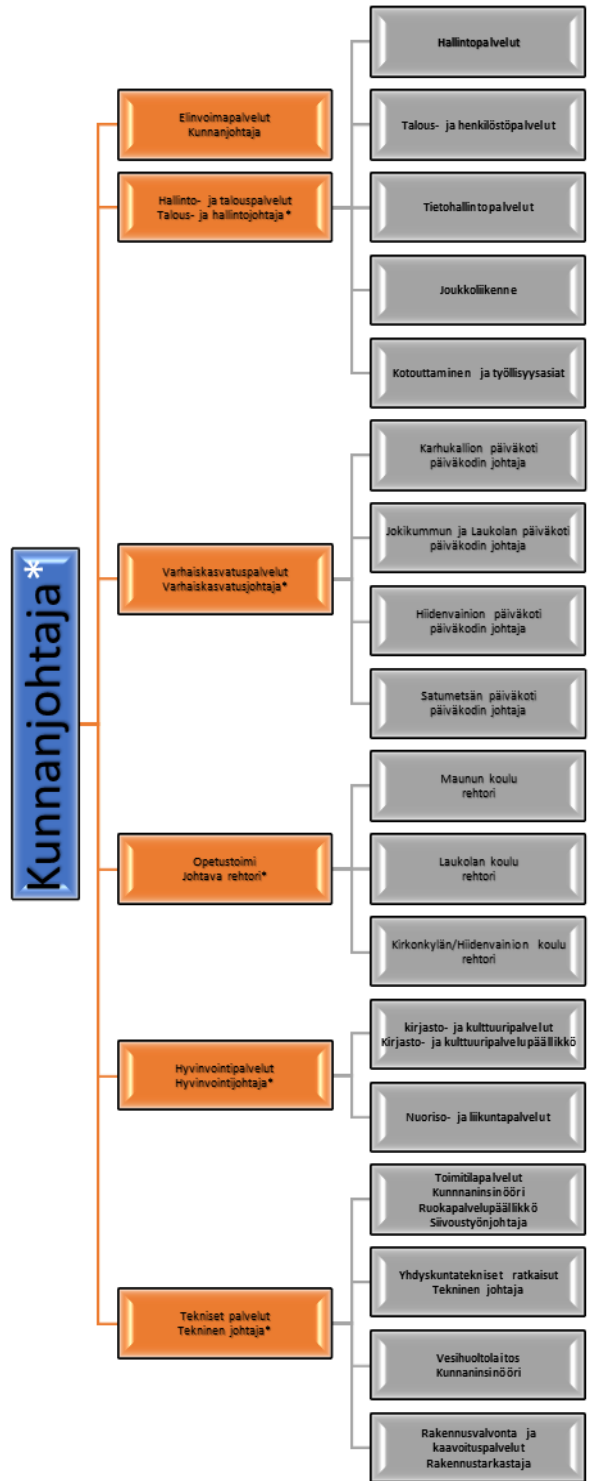 Kunnanjohtaja*
Elinvoimapalvelut
Kunnanjohtaja
Hallinto- ja talouspalvelut
Talous- ja hallintojohtaja*
Hallintopalvelut
Talous- ja henkilöstöpalvelut
Tietohallintopalvelut
Joukkoliikenne
Kotouttaminen ja työllisyysasiat
Varhaiskasvatuspalvelut
Varhaiskasvatusjohtaja*
Karhukallion päiväkoti
päiväkodin johtaja
Jokikummun ja Laukolan päiväkoti
päiväkodin johtaja
Hiidenvainion päiväkoti
päiväkodin johtaja
Satumetsän päiväkoti
päiväkodin johtaja
Opetustoimi
Johtava rehtori*
Maunun koulu
rehtori
Laukolan koulu
rehtori
Kirkonkylän/Hiidenvainion koulu
rehtori
Hyvinvointipalvelut
Hyvinvointijohtaja*
kirjasto- ja kulttuuripalvelut
Kirjasto- ja kulttuuripalvelupäällikkö
Nuoriso- ja liikuntapalvelut
Tekniset palvelut
Tekninen johtaja*
Toimitilapalvelut
Kunnnaninsinööri
Ruokapalvelupäällikkö
Siivoustyönjohtaja
Yhdyskuntatekniset ratkaisut
Tekninen johtaja
Vesihuoltolaitos
Kunnaninsinööri
Rakennusvalvonta ja
kaavoituspalvelut
Rakennustarkastaja